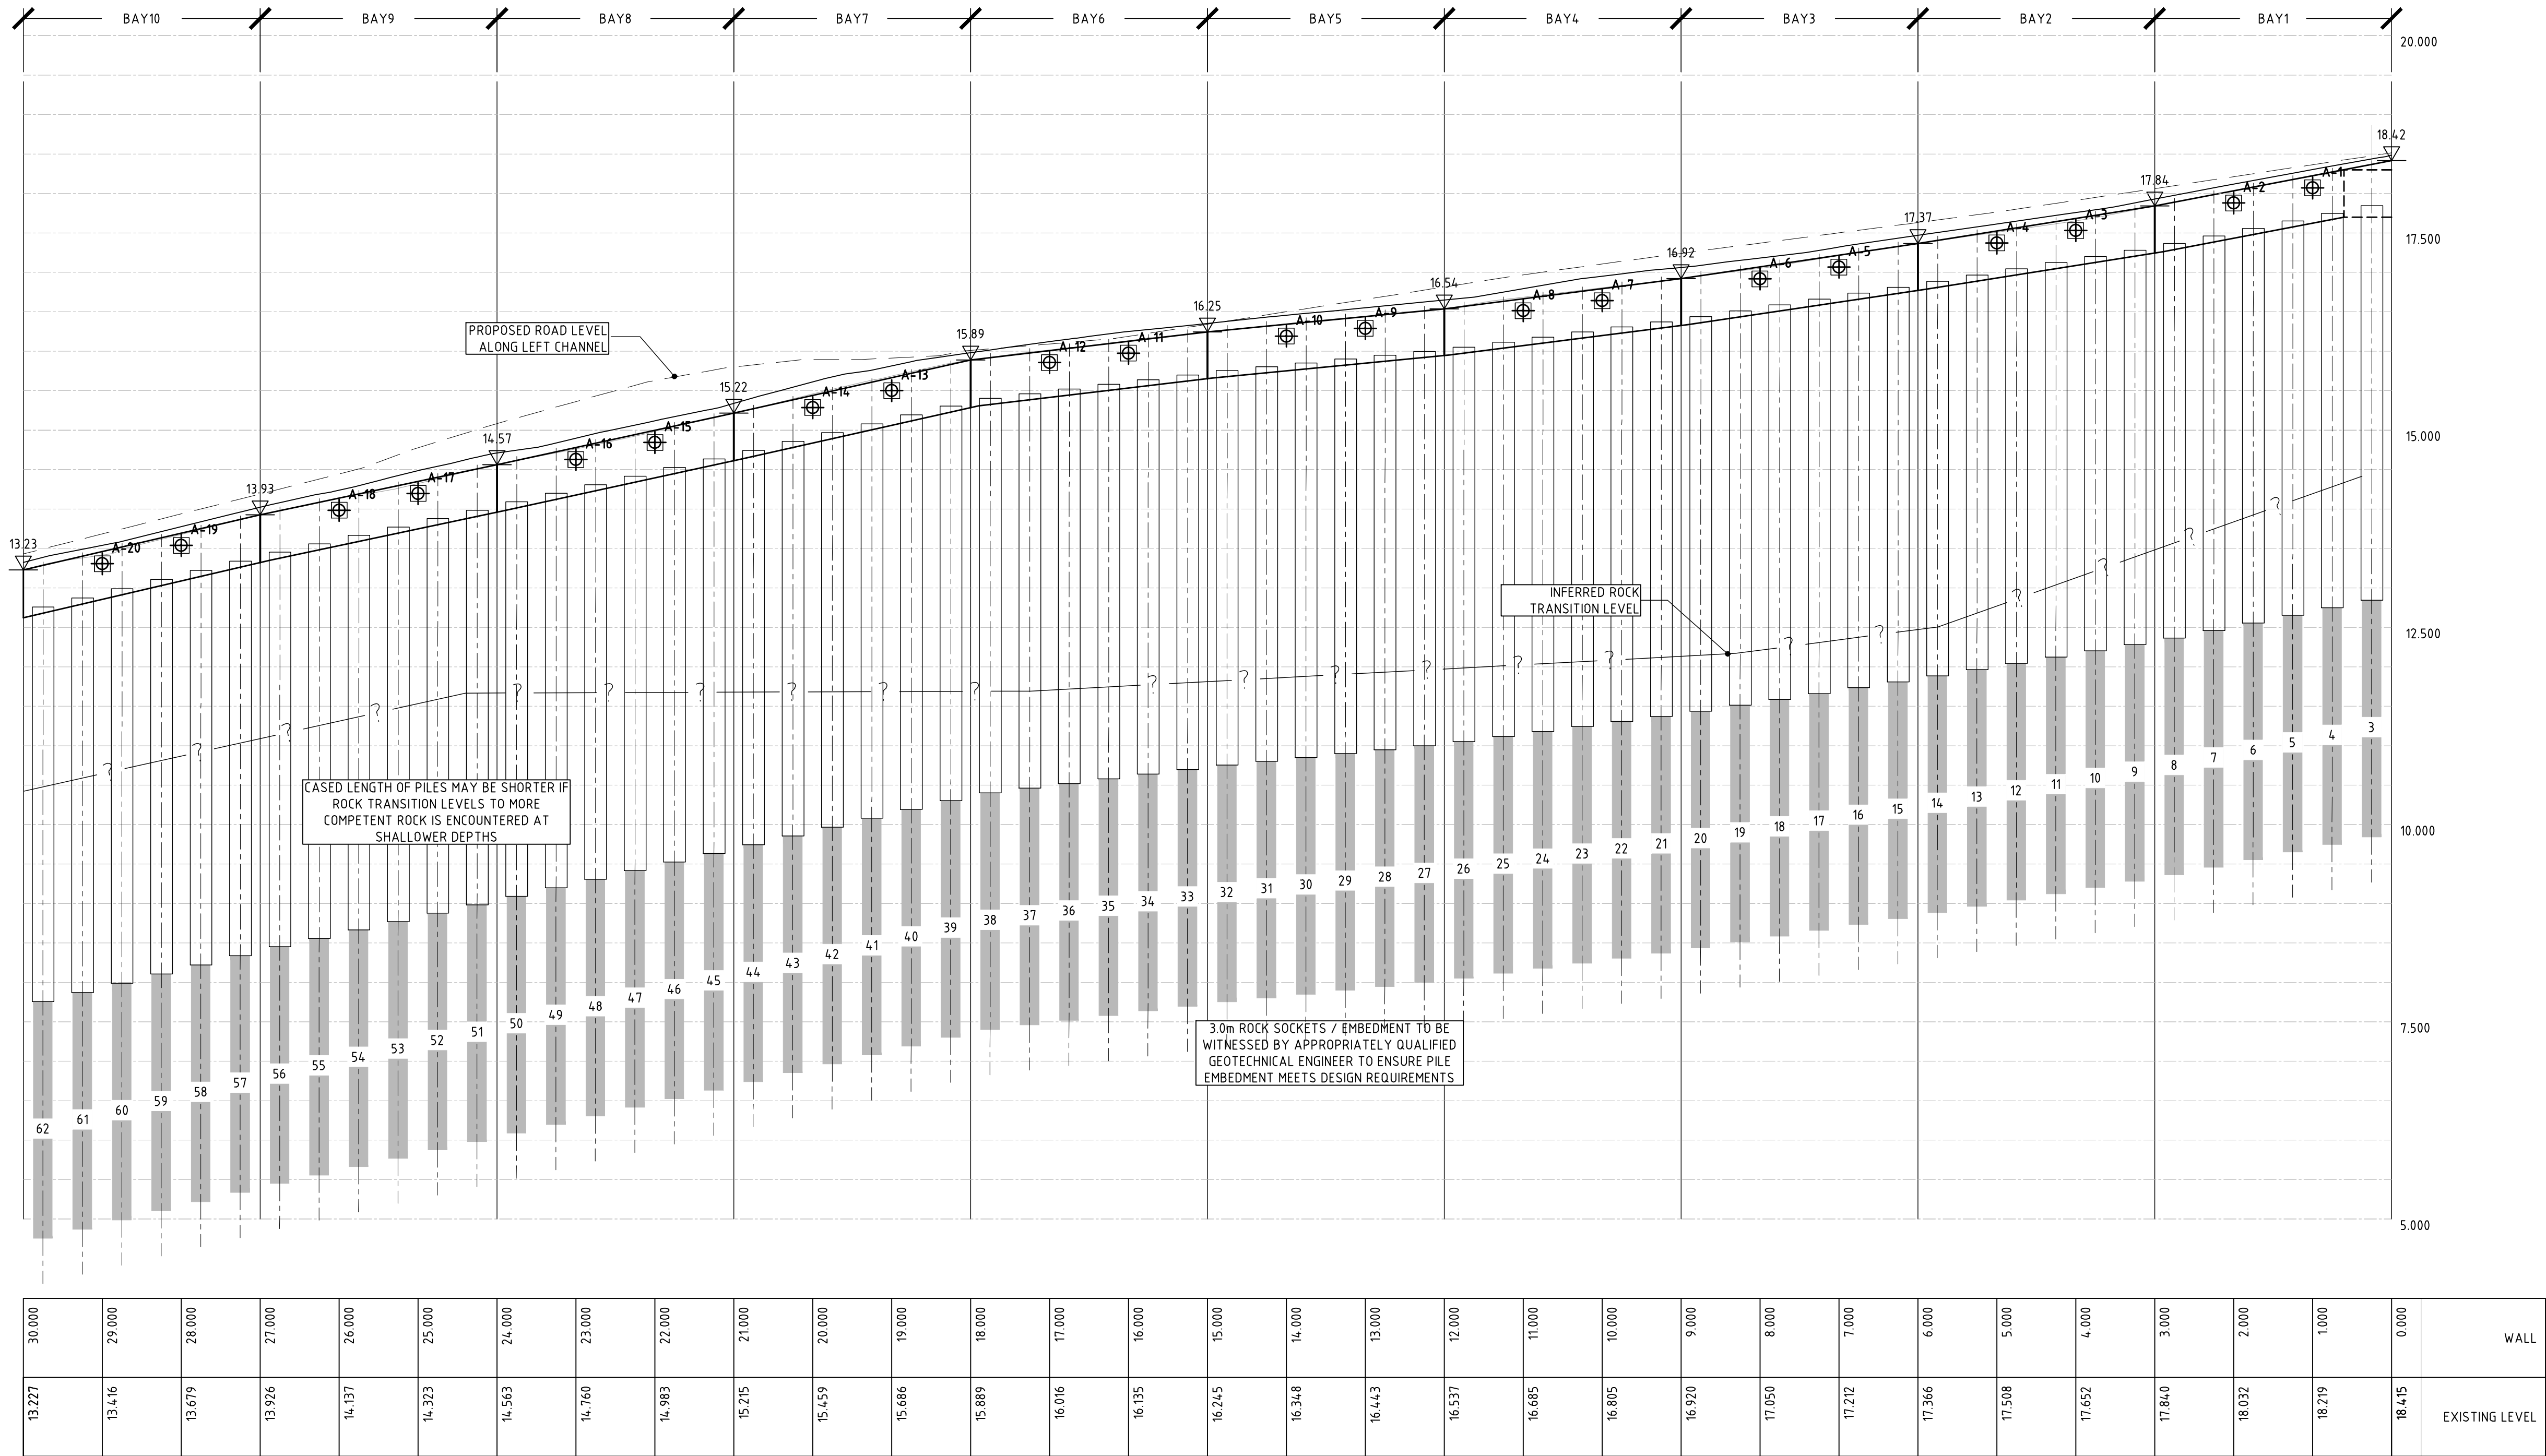 BAY10 BAY9 BAY8 BAY7 BAY6 BAY5 BAY4 BAY3 BAY2 BAY1
20.000
18.42
17.84
17.37
16.92
16.54
16.25
15.89
15.22
14.57
13.93
13.23
A-1
A-2
A-3
A-4
A-5
A-6
A-7
A-8
A-9
A-10
A-11
A-12
A-13
A-14
A-15
A-16
A-17
A-18
A-19
A-20
17.500
PROPOSED ROAD LEVEL
ALONG LEFT CHANNEL
15.000
INFERRED ROCK
TRANSITION LEVEL
12.500
? ? ? ? ? ? ? ? ? ? ? ? ? ? ? ? ? ? ? ? ? ? ? ? ?
CASED LENGTH OF PILES MAY BE SHORTER IF
ROCK TRANSITION LEVELS TO MORE
COMPETENT ROCK IS ENCOUNTERED AT
SHALLOWER DEPTHS
10.000
62 61 60 59 58 57 56 55 54 53 52 51 50 49 48 47 46 45 44 43 42 41 40 39 38 37 36 35 34 33 32 31 30 29 28 27 26 25 24 23 22 21 20 19 18 17 16 15 14 13 12 11 10 9 8 7 6 5 4 3
7.500
3.0m ROCK SOCKETS / EMBEDMENT TO BE
WITNESSED BY APPROPRIATELY QUALIFIED
GEOTECHNICAL ENGINEER TO ENSURE PILE
EMBEDMENT MEETS DESIGN REQUIREMENTS
5.000
30.000 29.000 28.000 27.000 26.000 25.000 24.000 23.000 22.000 21.000 20.000 19.000 18.000 17.000 16.000 15.000 14.000 13.000 12.000 11.000 10.000 9.000 8.000 7.000 6.000 5.000 4.000 3.000 2.000 1.000 0.000 WALL
13.227 13.416 13.679 13.926 14.137 14.323 14.563 14.760 14.983 15.215 15.459 15.686 15.889 16.016 16.135 16.245 16.348 16.443 16.537 16.685 16.805 16.920 17.050 17.212 17.366 17.508 17.652 17.840 18.032 18.219 18.415 EXISTING LEVEL